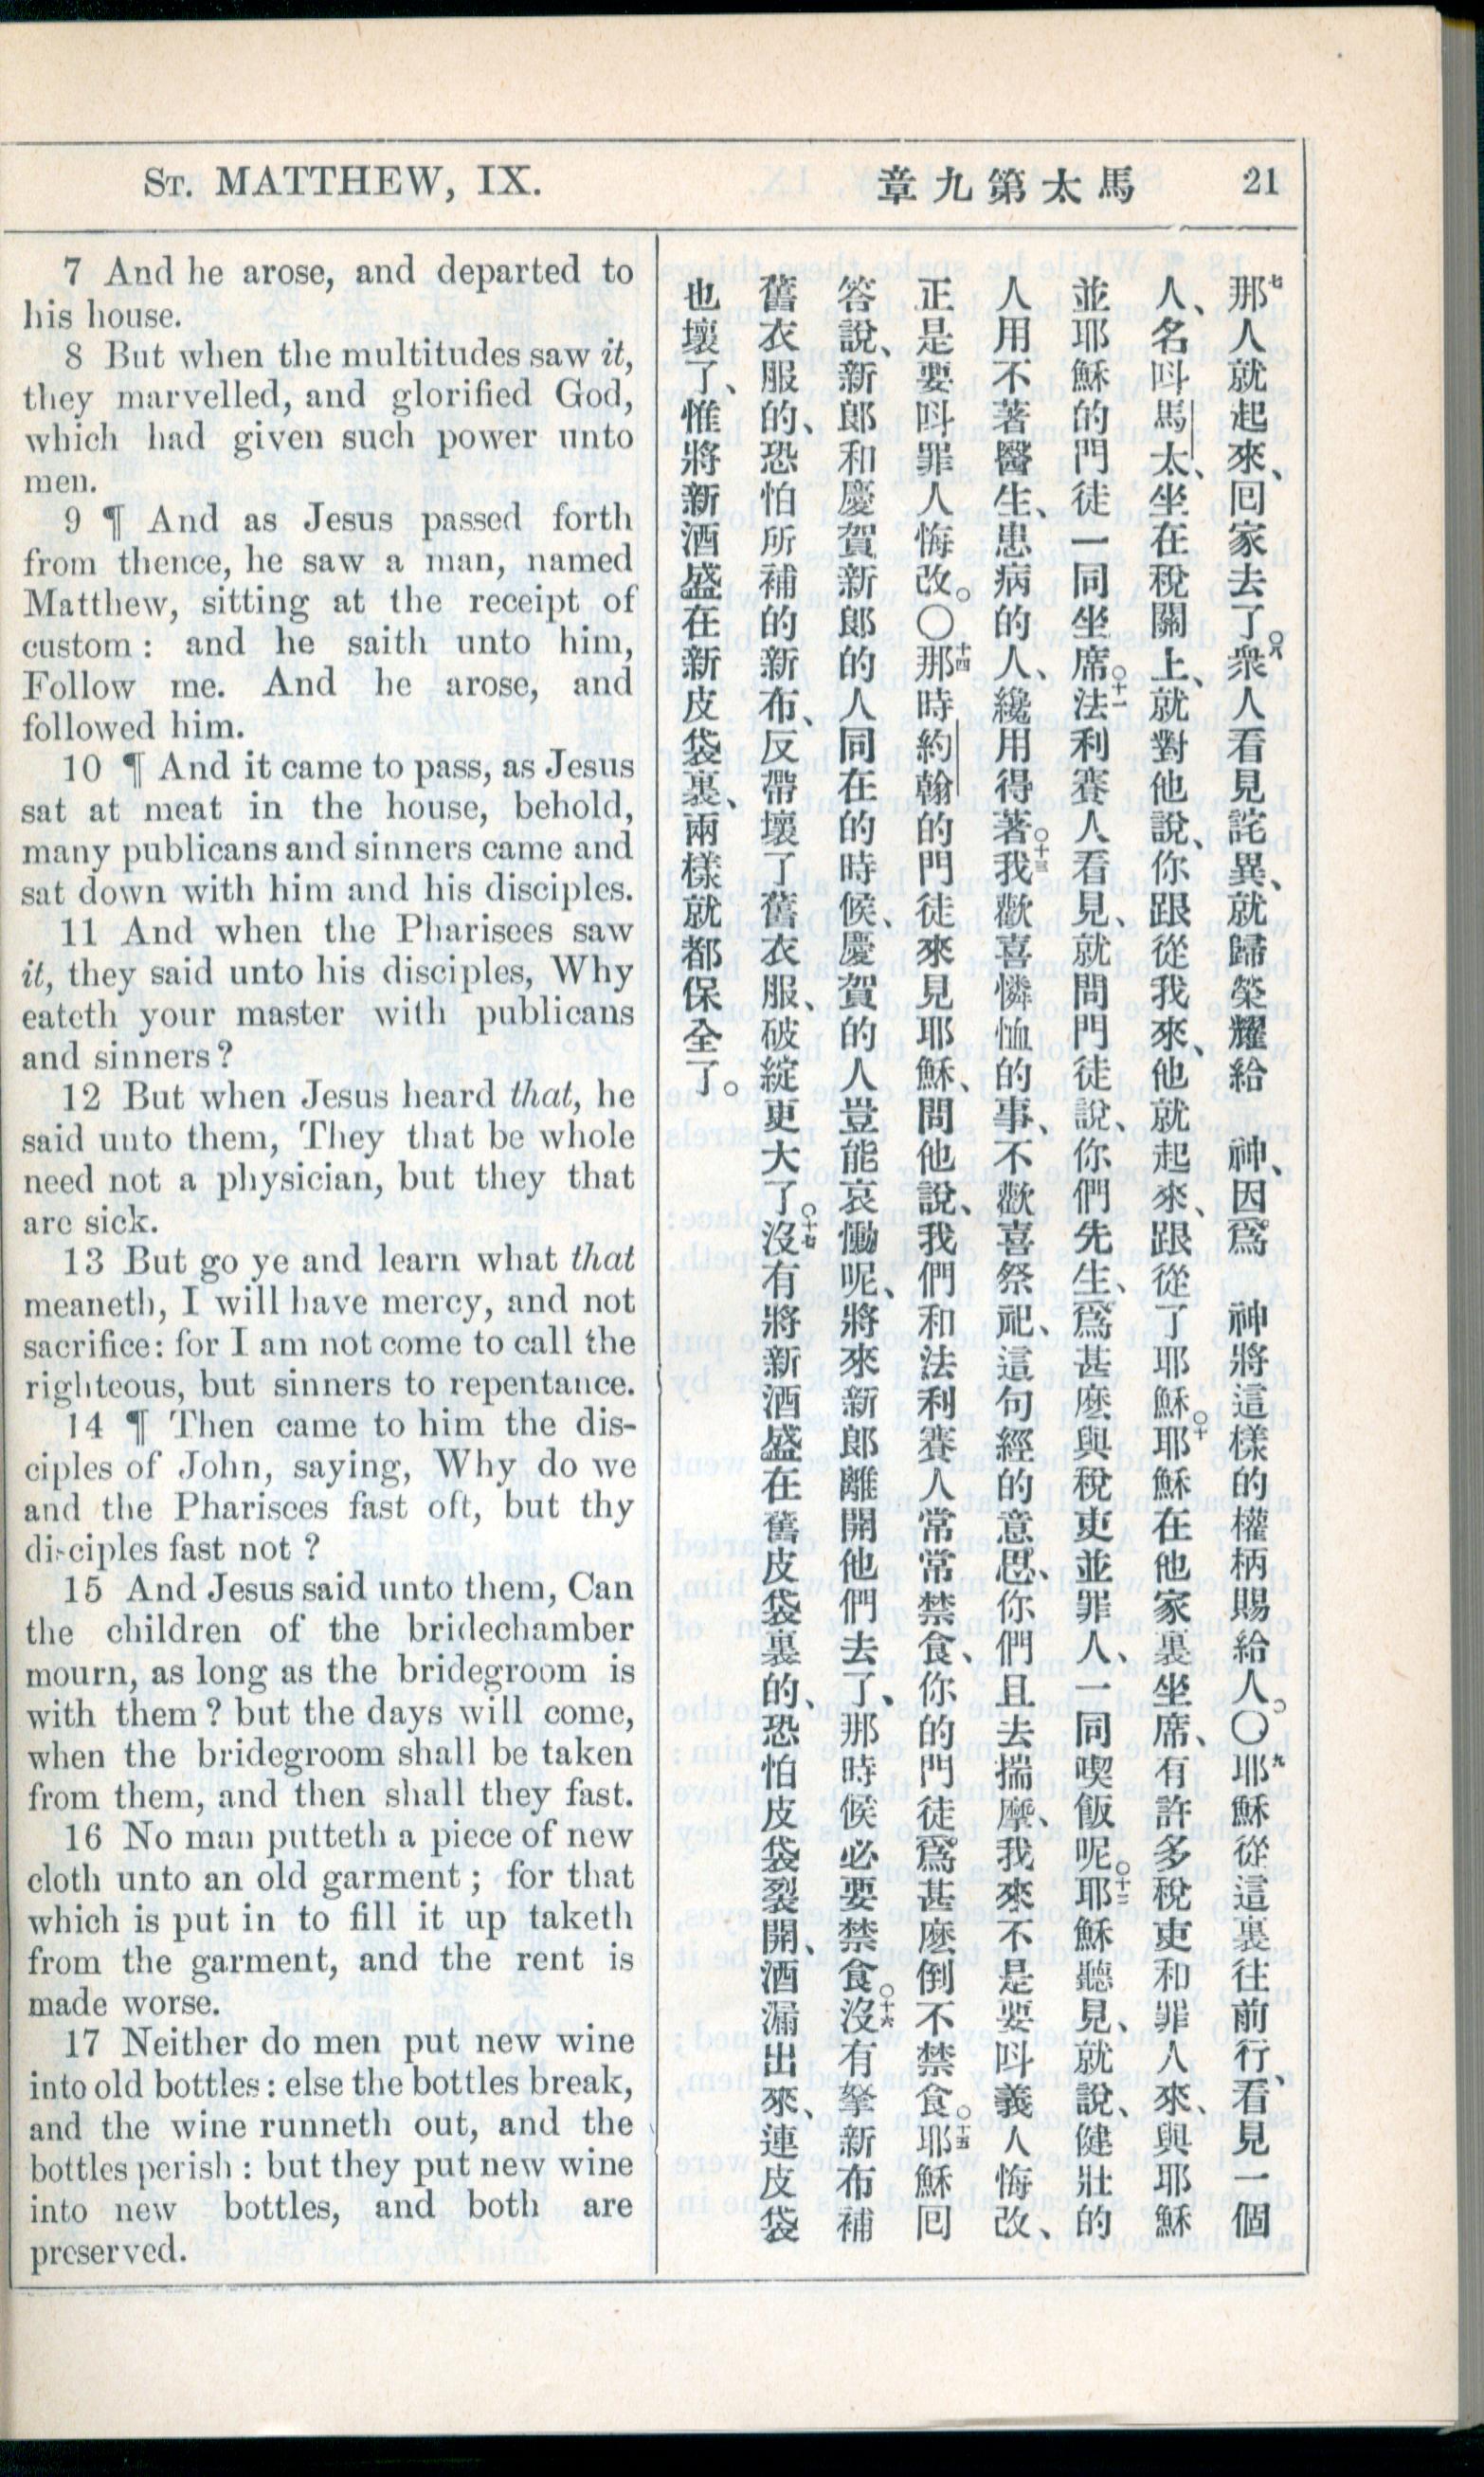 St. MATTHEW, IX.
章九第太馬
21
7 And he arose, and departed to
his house.
8 But when the multitudes saw it,
they marvelled, and glorified God,
which had given such power unto
men.
9 ¶ And as Jesus passed forth
from thence, he saw a man, named
Matthew, sitting at the receipt of
custom: and he saith unto him,
Follow me. And he arose, and
followed him.
10 ¶ And it came to pass, as Jesus
sat at meat in the house, behold,
many publicans and sinners came and
sat down with him and his disciples.
11 And when the Pharisees saw
it, they said unto his disciples, Why
eateth your master with publicans
and sinners?
12 But when Jesus heard that, he
said unto them, They that be whole
need not a physician, but they that
are sick.
13 But go ye and learn what that
meaneth, I will have mercy, and not
sacrifice: for I am not come to call the
righteous, but sinners to repentance.
14 ¶ Then came to him the dis-
ciples of John, saying, Why do we
and the Pharisees fast oft, but thy
disciples fast not?
15 And Jesus said unto them, Can
the children of the bridechamber
mourn, as long as the bridegroom is
with them? but the days will come,
when the bridegroom shall be taken
from them, and then shall they fast.
16 No man putteth a piece of new
cloth unto an old garment; for that
which is put in to fill it up taketh
from the garment, and the rent is
made worse.
17 Neither do men put new wine
into old bottles: else the bottles break,
and the wine runneth out, and the
bottles perish: but they put new wine
into new bottles, and both are
preserved.
七那人就起來、回家去了。八衆人看見詫異、就歸榮耀給　神、因爲　神將這樣的權柄賜給人。〇九耶穌從這裏往前行、看見一個
人、名呌馬太、坐在稅關上、就對他說、你跟從我來、他就起來、跟從了耶穌。十耶穌在他家裏坐席、有許多稅吏和罪人來、與耶穌
並耶穌的門徒一同坐席。十一法利賽人看見、就問門徒說、你們先生、爲甚麽與稅吏並罪人、一同喫飯呢。十二耶穌聽見、就說、健壯的
人用不著醫生、患病的人、纔用得著。十三我歡喜憐恤的事、不歡喜祭祀、這句經的意思、你們且去揣摩、我來不是要呌義人悔改、
正是要呌罪人悔改。〇十四那時約翰的門徒來見耶穌、問他說、我們和法利賽人常常禁食、你的門徒爲甚麽倒不禁食。十五耶穌回
答說、新郎和慶賀新郎的人同在的時候、慶賀的人豈能哀慟呢、將來新郎離開他們去了、那時候必要禁食。十六沒有拏新布補
舊衣服的、恐怕所補的新布、反帶壞了舊衣服、破綻更大了。十七沒有將新酒盛在舊皮袋裏的、恐怕皮袋裂開、酒漏出來、連皮袋
也壞了、惟將新酒盛在新皮袋裏、兩樣就都保全了。